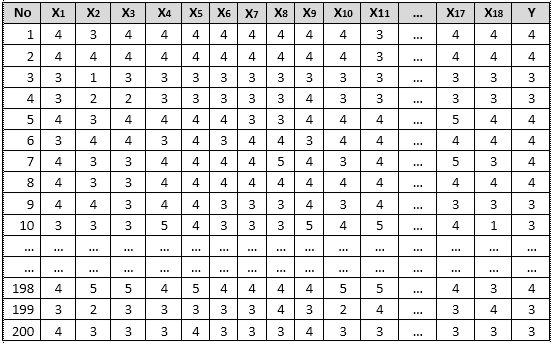 No X1 X2 X3 X4 X5 X6 X7 X8 X9 X10 X11 ... X17 X18 Y
1 4 3 4 4 4 4 4 4 4 4 3 ... 4 4 4
2 4 4 4 4 4 4 4 4 4 4 3 ... 4 4 4
3 3 1 3 3 3 3 3 3 3 3 3 ... 3 3 3
4 3 2 2 3 3 3 3 3 4 3 3 ... 3 3 3
5 4 3 4 4 4 4 3 3 4 4 4 ... 5 4 4
6 3 4 4 3 4 3 4 4 3 4 4 ... 4 4 4
7 4 3 3 4 4 4 4 5 4 3 4 ... 5 3 4
8 4 3 3 4 4 4 4 4 4 4 4 ... 4 4 4
9 4 4 3 4 4 3 3 3 4 3 4 ... 3 3 3
10 3 3 3 5 4 3 3 3 5 4 5 ... 4 1 3
... ... ... ... ... ... ... ... ... ... ... ... ... ... ... ...
... ... ... ... ... ... ... ... ... ... ... ... ... ... ... ...
198 4 5 5 4 5 4 4 4 4 5 5 ... 4 3 4
199 3 2 3 3 3 3 3 4 3 2 4 ... 3 4 3
200 4 3 3 3 4 3 3 3 4 3 3 ... 3 3 3